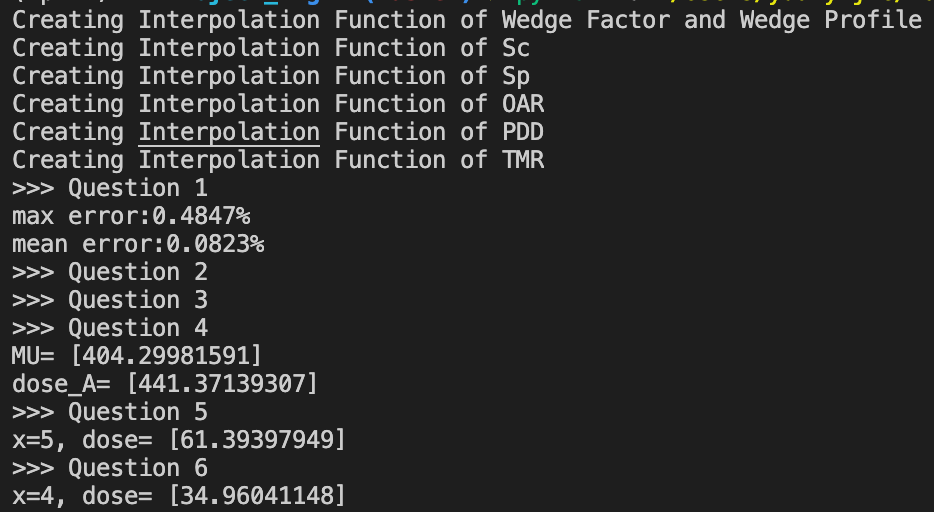 Creating Interpolation Function of Wedge Factor and Wedge Profile
Creating Interpolation Function of Sc
Creating Interpolation Function of Sp
Creating Interpolation Function of OAR
Creating Interpolation Function of PDD
Creating Interpolation Function of TMR
>>> Question 1
max error:0.4847%
mean error:0.0823%
>>> Question 2
>>> Question 3
>>> Question 4
MU= [404.29981591]
dose_A= [441.37139307]
>>> Question 5
x=5, dose= [61.39397949]
>>> Question 6
x=4, dose= [34.96041148]